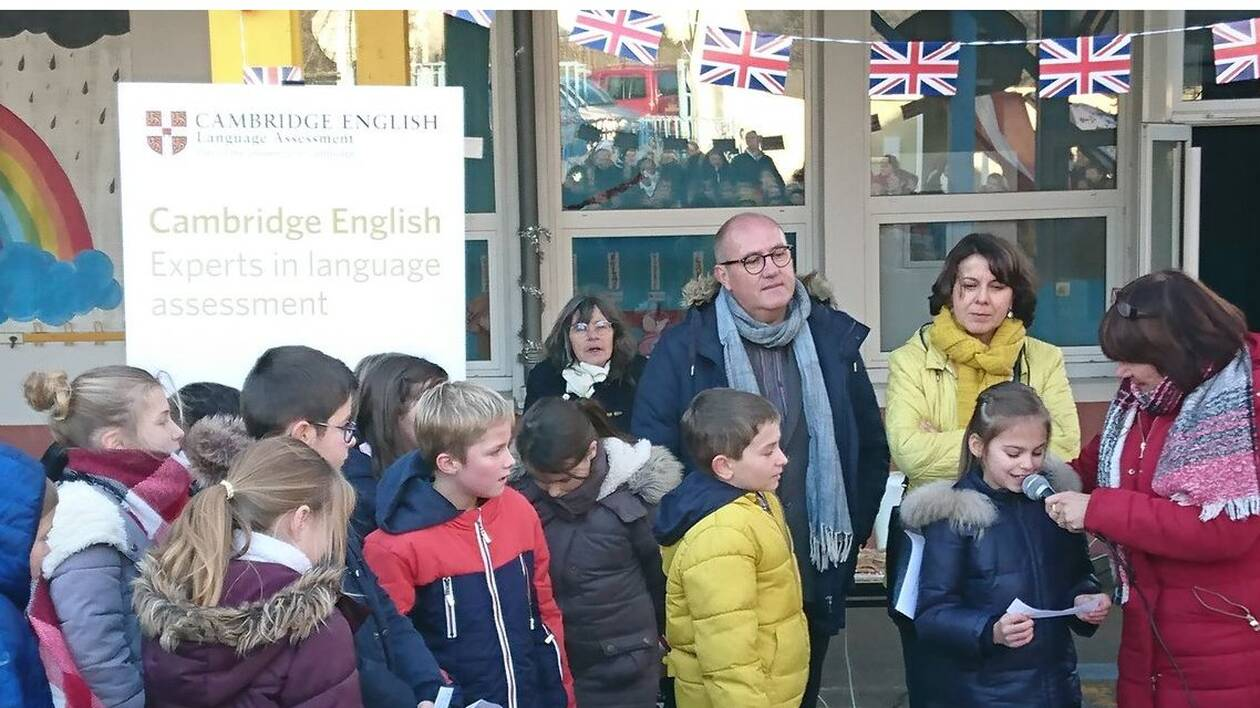 CAMBRIDGE ENGLISH
Language Assessment
Cambridge English
Experts in language
assessment